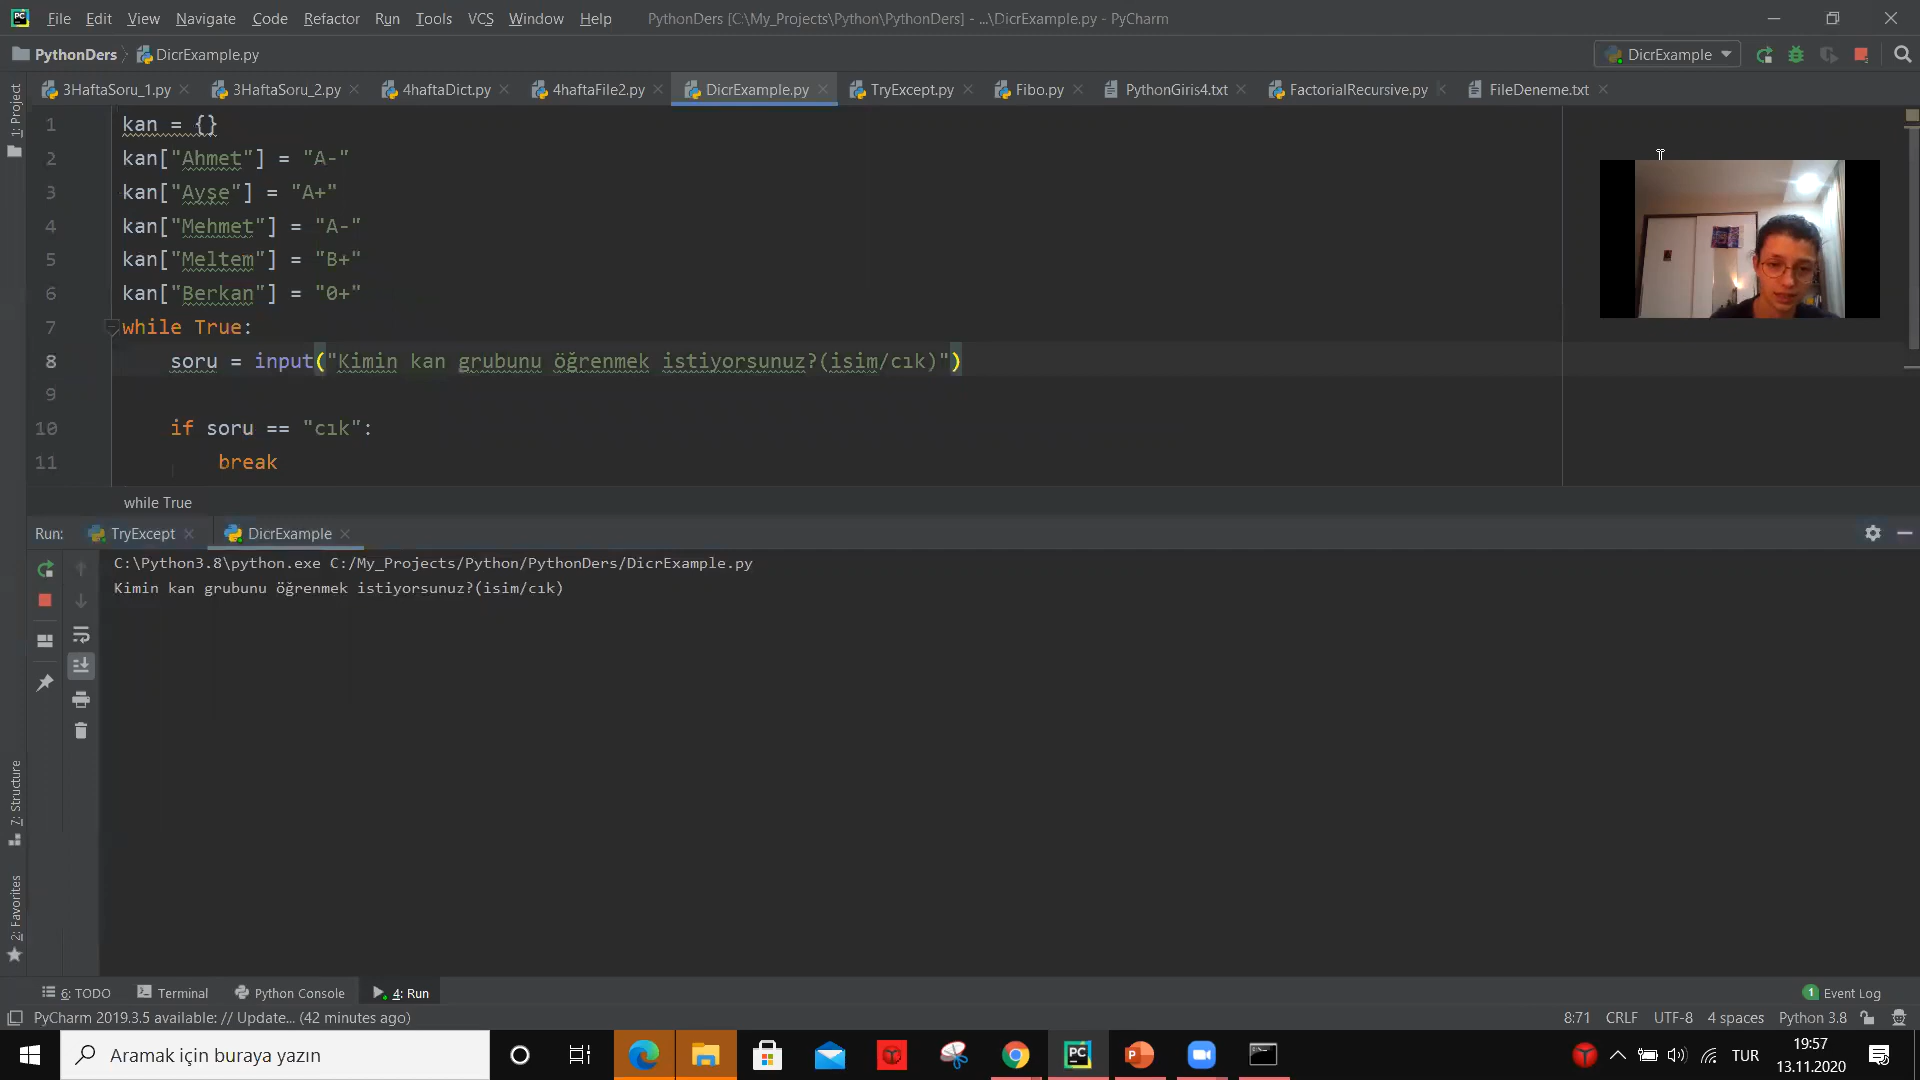 File Edit View Navigate Code Refactor Run Tools VCS Window Help PythonDers [C:\My_Projects\Python\PythonDers] - ...\DicrExample.py - PyCharm
PythonDers DicrExample.py DicrExample
3HaftaSoru_1.py 3HaftaSoru_2.py 4haftaDict.py 4haftaFile2.py DicrExample.py TryExcept.py Fibo.py PythonGiris4.txt FactorialRecursive.py FileDeneme.txt
1: Project
1 kan = {}
2 kan["Ahmet"] = "A-"
3 kan["Ayşe"] = "A+"
4 kan["Mehmet"] = "A-"
5 kan["Meltem"] = "B+"
6 kan["Berkan"] = "0+"
7 while True:
8 soru = input("Kimin kan grubunu öğrenmek istiyorsunuz?(isim/cık)")
9
10 if soru == "cık":
11 break
while True
Run: TryExcept DicrExample
C:\Python3.8\python.exe C:/My_Projects/Python/PythonDers/DicrExample.py
Kimin kan grubunu öğrenmek istiyorsunuz?(isim/cık)
7: Structure
2: Favorites
6: TODO Terminal Python Console 4: Run 1 Event Log
PyCharm 2019.3.5 available: // Update... (42 minutes ago) 8:71 CRLF UTF-8 4 spaces Python 3.8
Aramak için buraya yazın TUR 19:57
13.11.2020